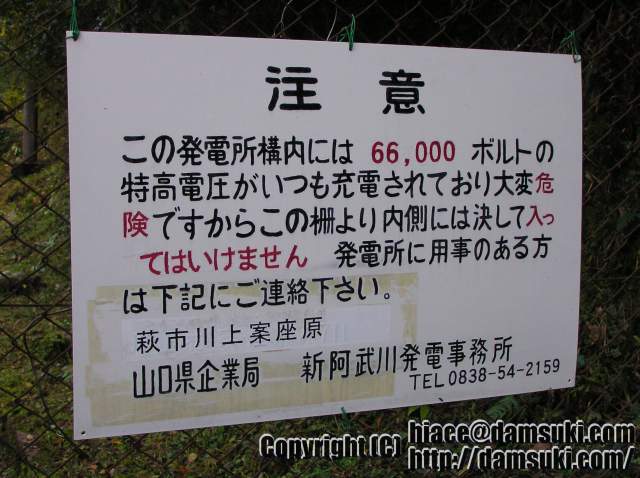 注意
この発電所構内には 66,000 ボルトの
特高電圧がいつも充電されており大変危
険ですからこの柵より内側には決して入っ
てはいけません 発電所に用事のある方
は下記にご連絡下さい。
萩市川上案座原
山口県企業局 新阿武川発電事務所
TEL0838-54-2159
Copyright (C) hiace@damsuki.com
http://damsuki.com/